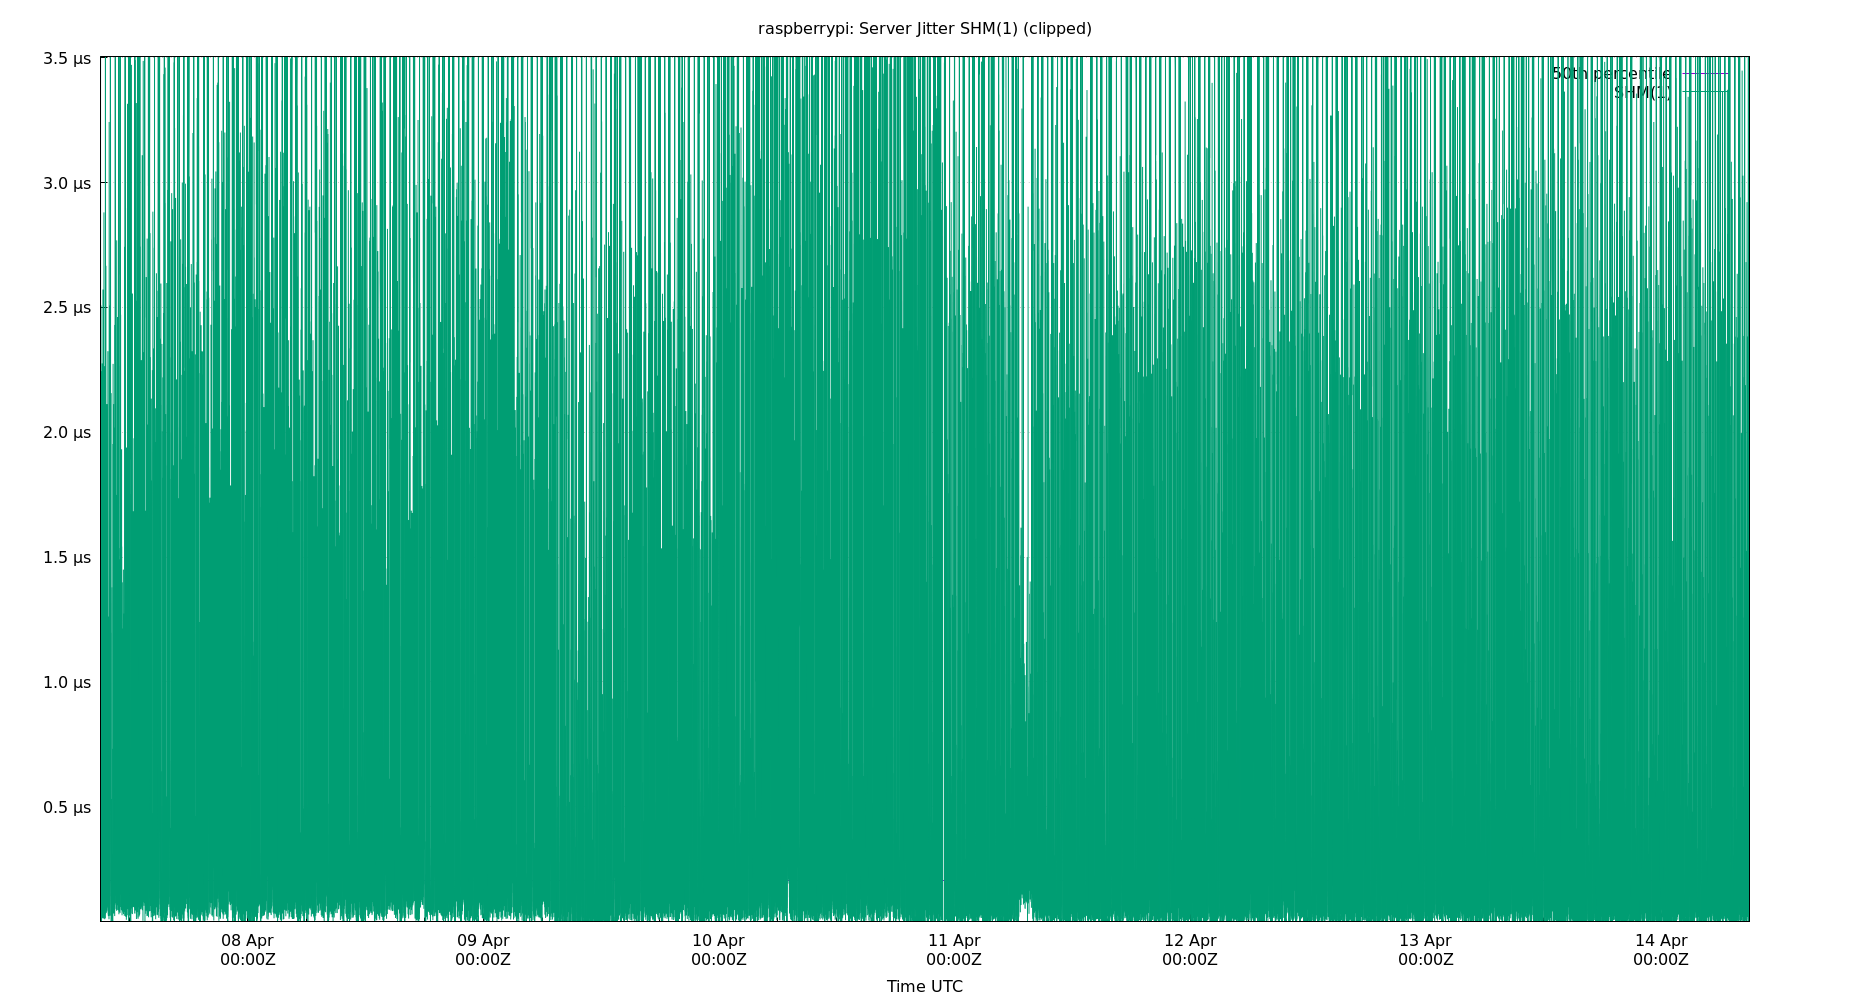 raspberrypi: Server Jitter SHM(1) (clipped)
3.5 µs
50th percentile
SHM(1)
3.0 µs
2.5 µs
2.0 µs
1.5 µs
1.0 µs
0.5 µs
08 Apr 09 Apr 10 Apr 11 Apr 12 Apr 13 Apr 14 Apr
00:00Z 00:00Z 00:00Z 00:00Z 00:00Z 00:00Z 00:00Z
Time UTC